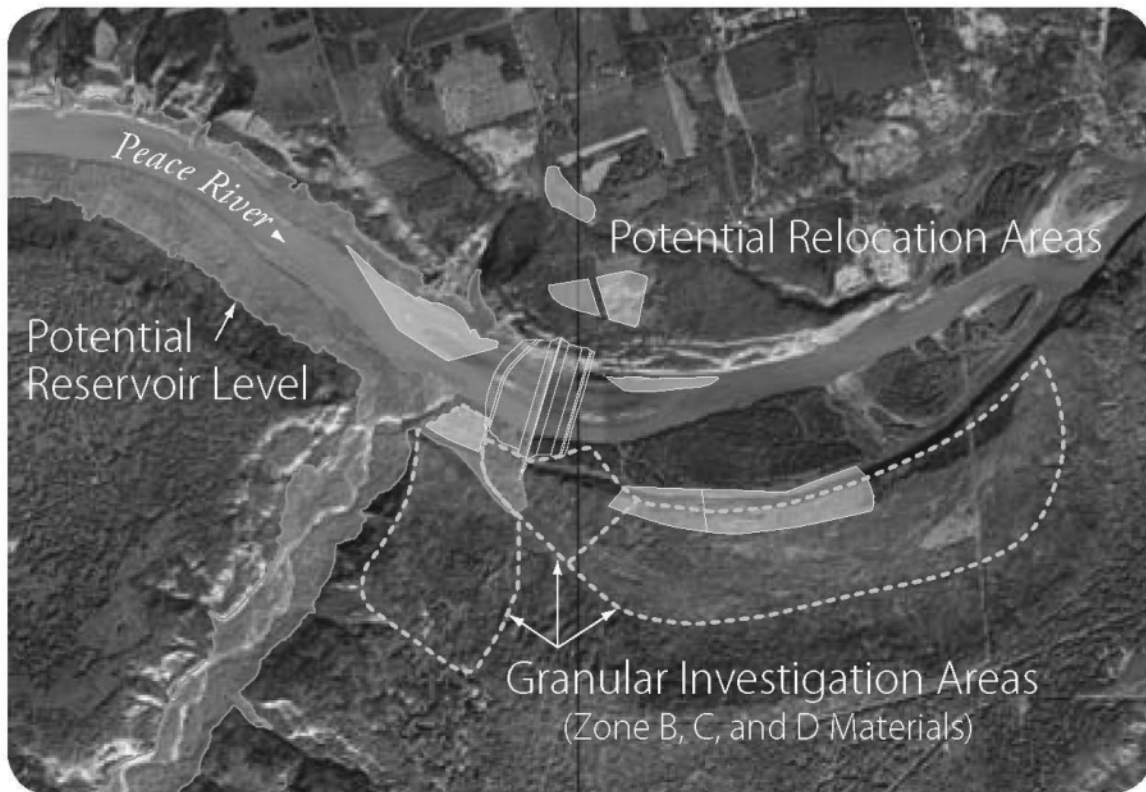 Peace River
Potential Relocation Areas
Potential
Reservoir Level
Granular Investigation Areas
(Zone B, C, and D Materials)